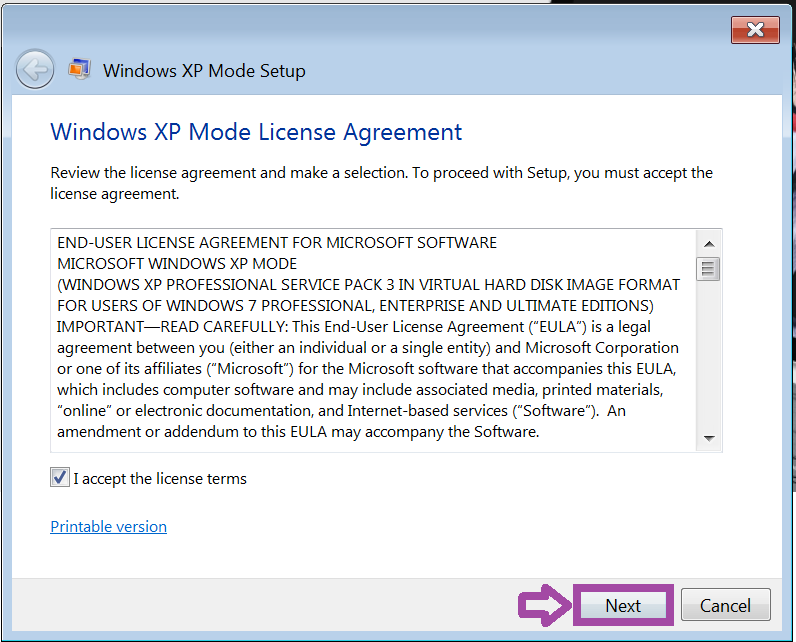 Windows XP Mode Setup
Windows XP Mode License Agreement
Review the license agreement and make a selection. To proceed with Setup, you must accept the
license agreement.
END-USER LICENSE AGREEMENT FOR MICROSOFT SOFTWARE
MICROSOFT WINDOWS XP MODE
(WINDOWS XP PROFESSIONAL SERVICE PACK 3 IN VIRTUAL HARD DISK IMAGE FORMAT
FOR USERS OF WINDOWS 7 PROFESSIONAL, ENTERPRISE AND ULTIMATE EDITIONS)
IMPORTANT—READ CAREFULLY: This End-User License Agreement (“EULA”) is a legal
agreement between you (either an individual or a single entity) and Microsoft Corporation
or one of its affiliates (“Microsoft”) for the Microsoft software that accompanies this EULA,
which includes computer software and may include associated media, printed materials,
“online” or electronic documentation, and Internet-based services (“Software”).  An
amendment or addendum to this EULA may accompany the Software.
I accept the license terms
Printable version
Next
Cancel